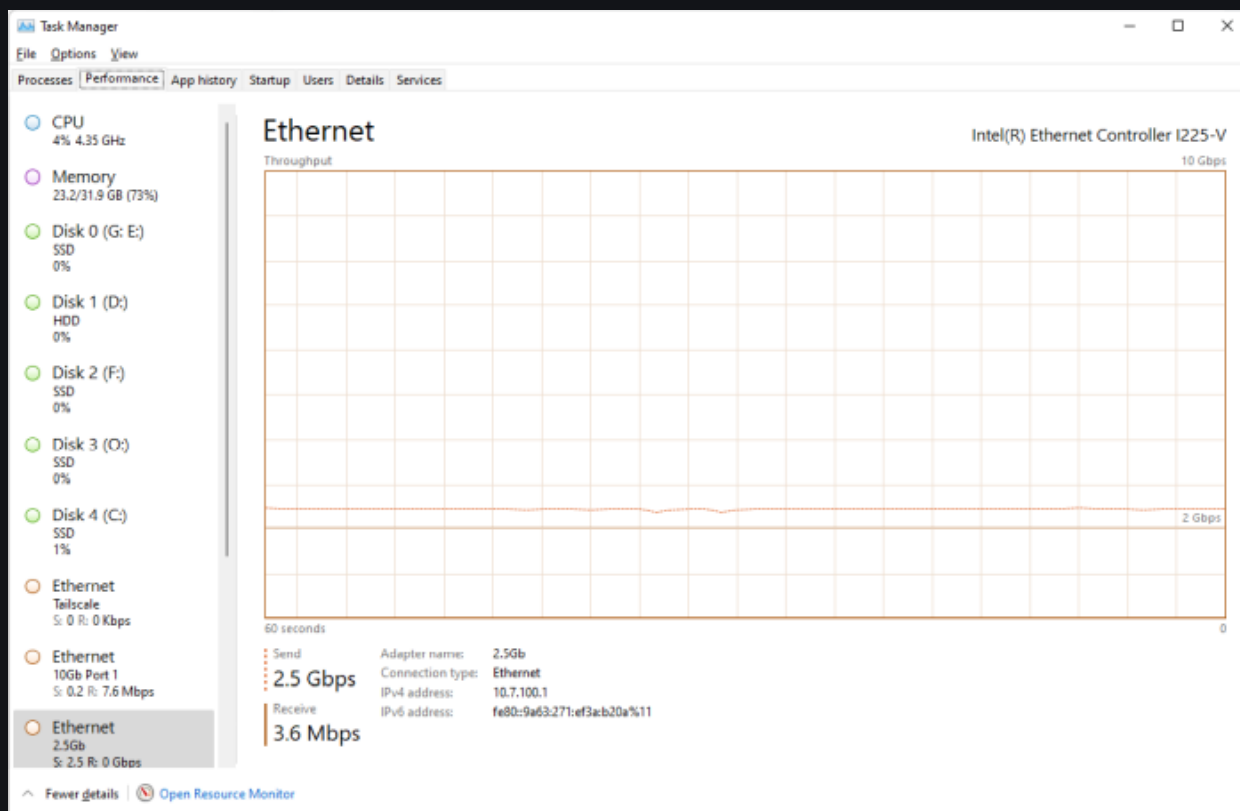 Task Manager
File Options View
Processes Performance App history Startup Users Details Services
CPU
4% 4.35 GHz
Memory
23.2/31.9 GB (73%)
Disk 0 (G: E:)
SSD
0%
Disk 1 (D:)
HDD
0%
Disk 2 (F:)
SSD
0%
Disk 3 (O:)
SSD
0%
Disk 4 (C:)
SSD
1%
Ethernet
Tailscale
S: 0 R: 0 Kbps
Ethernet
10Gb Port 1
S: 0.2 R: 7.6 Mbps
Ethernet
2.5Gb
S: 2.5 R: 0 Gbps
Ethernet
Intel(R) Ethernet Controller I225-V
Throughput 10 Gbps
2 Gbps
60 seconds 0
Send
2.5 Gbps
Receive
3.6 Mbps
Adapter name: 2.5Gb
Connection type: Ethernet
IPv4 address: 10.7.100.1
IPv6 address: fe80::9a63:271:ef3a:b20a%11
Fewer details Open Resource Monitor